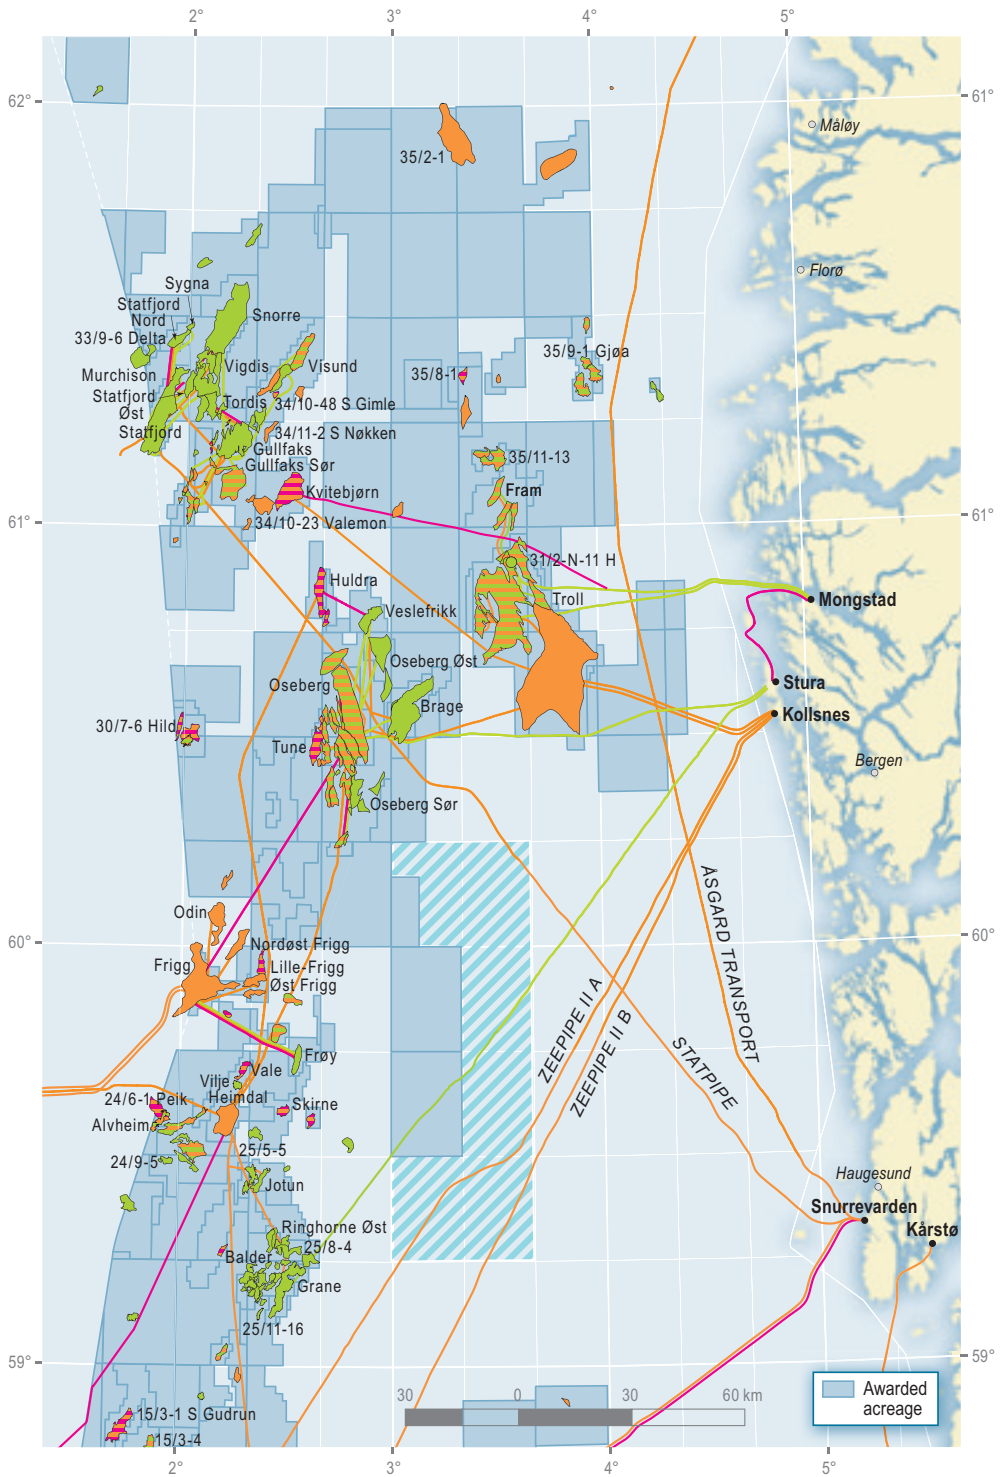 2°
3°
4°
5°
62°
61°
Måløy
35/2-1
Florø
Sygna
Statfjord
Nord
33/9-6 Delta
Snorre
Murchison
Vigdis
Visund
35/8-1
35/9-1 Gjøa
Statfjord
Øst
Tordis
34/10-48 S Gimle
Statfjord
34/11-2 S Nøkken
Gullfaks
Gullfaks Sør
35/11-13
Kvitebjørn
Fram
61°
34/10-23 Valemon
61°
31/2-N-11 H
Huldra
Troll
Veslefrikk
Mongstad
Oseberg Øst
Oseberg
Stura
Brage
Kollsnes
30/7-6 Hild
Tune
Bergen
Oseberg Sør
ÅSGARD TRANSPORT
Odin
60°
Nordøst Frigg
60°
Frigg
Lille-Frigg
Øst Frigg
ZEEPIPE II A
ZEEPIPE II B
STATPIPE
Frøy
Vale
Vilje
24/6-1 Peik
Heimdal
Skirne
Alvheim
25/5-5
24/9-5
Jotun
Haugesund
Snurrevarden
Kårstø
Ringhorne Øst
25/8-4
Balder
Grane
25/11-16
59°
59°
30
0
30
60 km
Awarded
acreage
15/3-1 S Gudrun
15/3-4
2°
3°
4°
5°